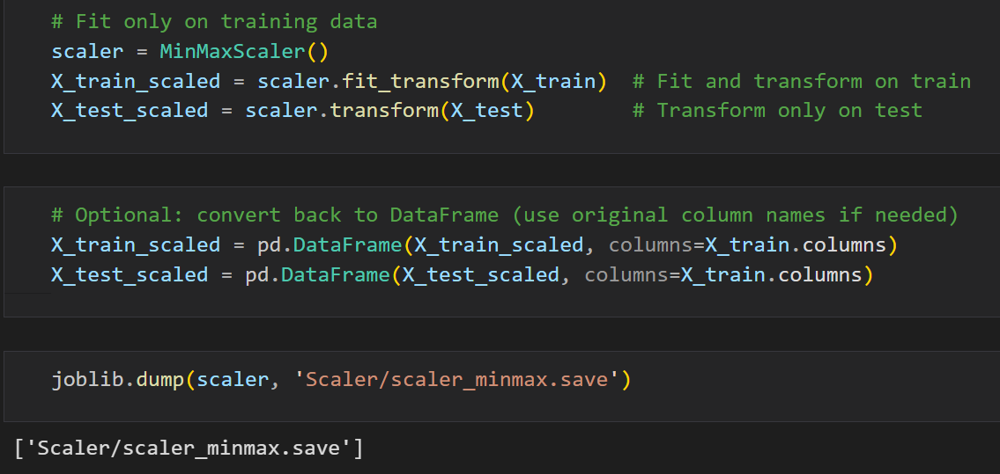 # Fit only on training data
scaler = MinMaxScaler()
X_train_scaled = scaler.fit_transform(X_train)  # Fit and transform on train
X_test_scaled = scaler.transform(X_test)        # Transform only on test
# Optional: convert back to DataFrame (use original column names if needed)
X_train_scaled = pd.DataFrame(X_train_scaled, columns=X_train.columns)
X_test_scaled = pd.DataFrame(X_test_scaled, columns=X_train.columns)
joblib.dump(scaler, 'Scaler/scaler_minmax.save')
['Scaler/scaler_minmax.save']